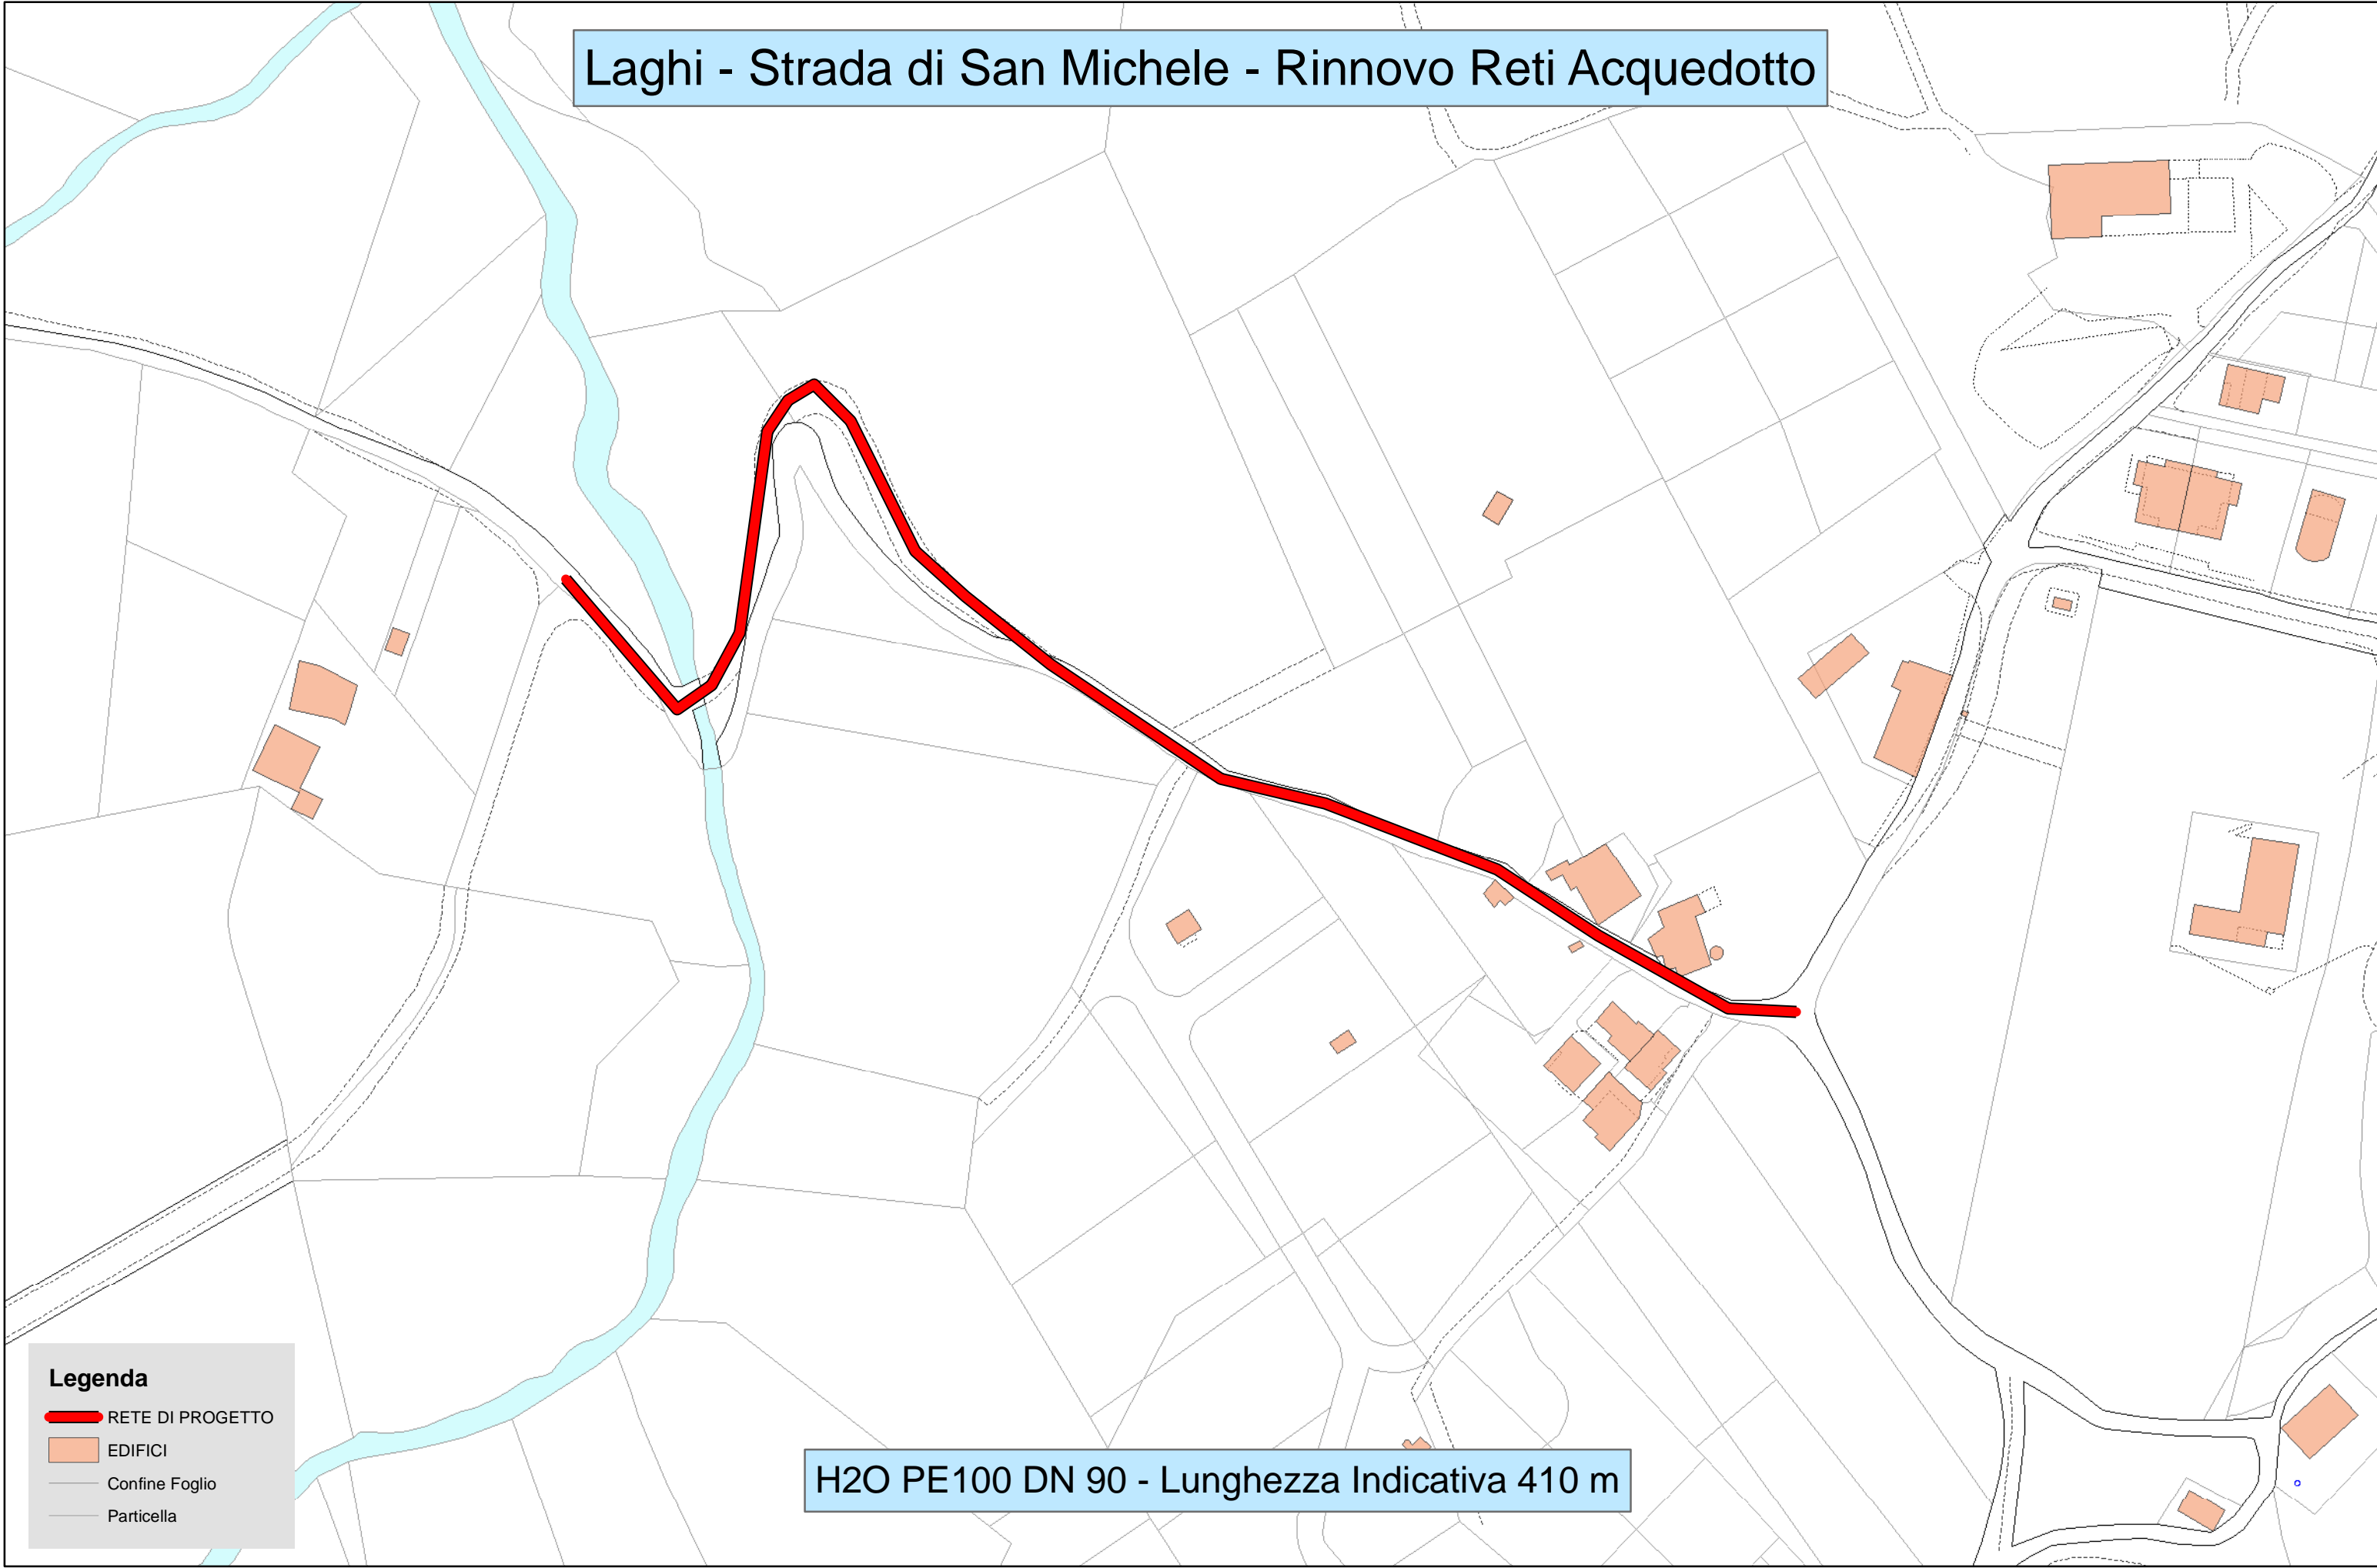 Laghi - Strada di San Michele - Rinnovo Reti Acquedotto
Legenda
RETE DI PROGETTO
EDIFICI
Confine Foglio
Particella
H2O PE100 DN 90 - Lunghezza Indicativa 410 m